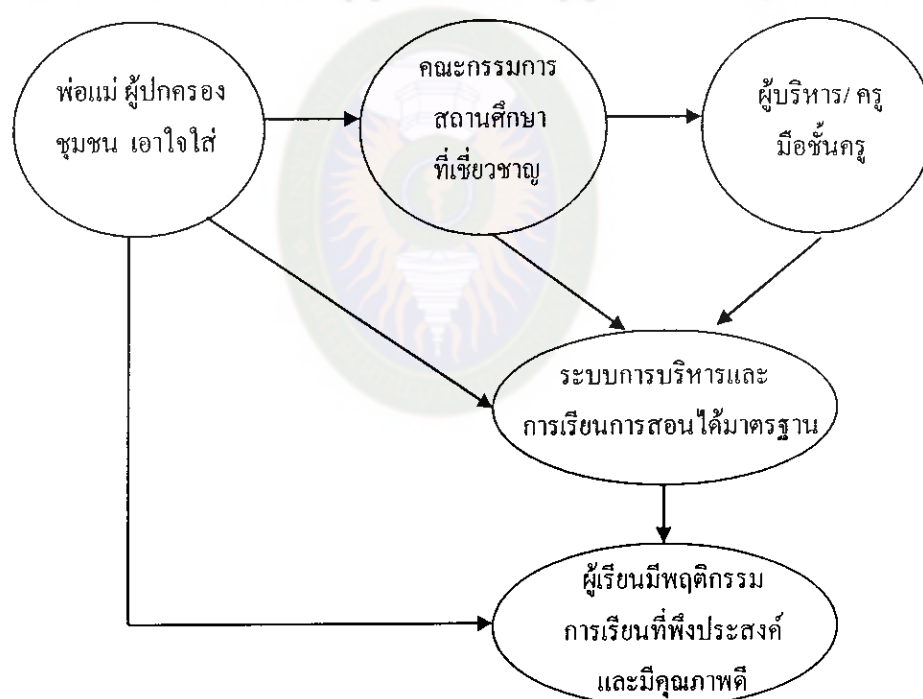 พ่อแม่ ผู้ปกครอง
ชุมชน เอาใจใส่
คณะกรรมการ
สถานศึกษา
ที่เชี่ยวชาญ
ผู้บริหาร/ ครู
มือชั้นครู
ระบบการบริหารและ
การเรียนการสอนได้มาตรฐาน
ผู้เรียนมีพฤติกรรม
การเรียนที่พึงประสงค์
และมีคุณภาพดี